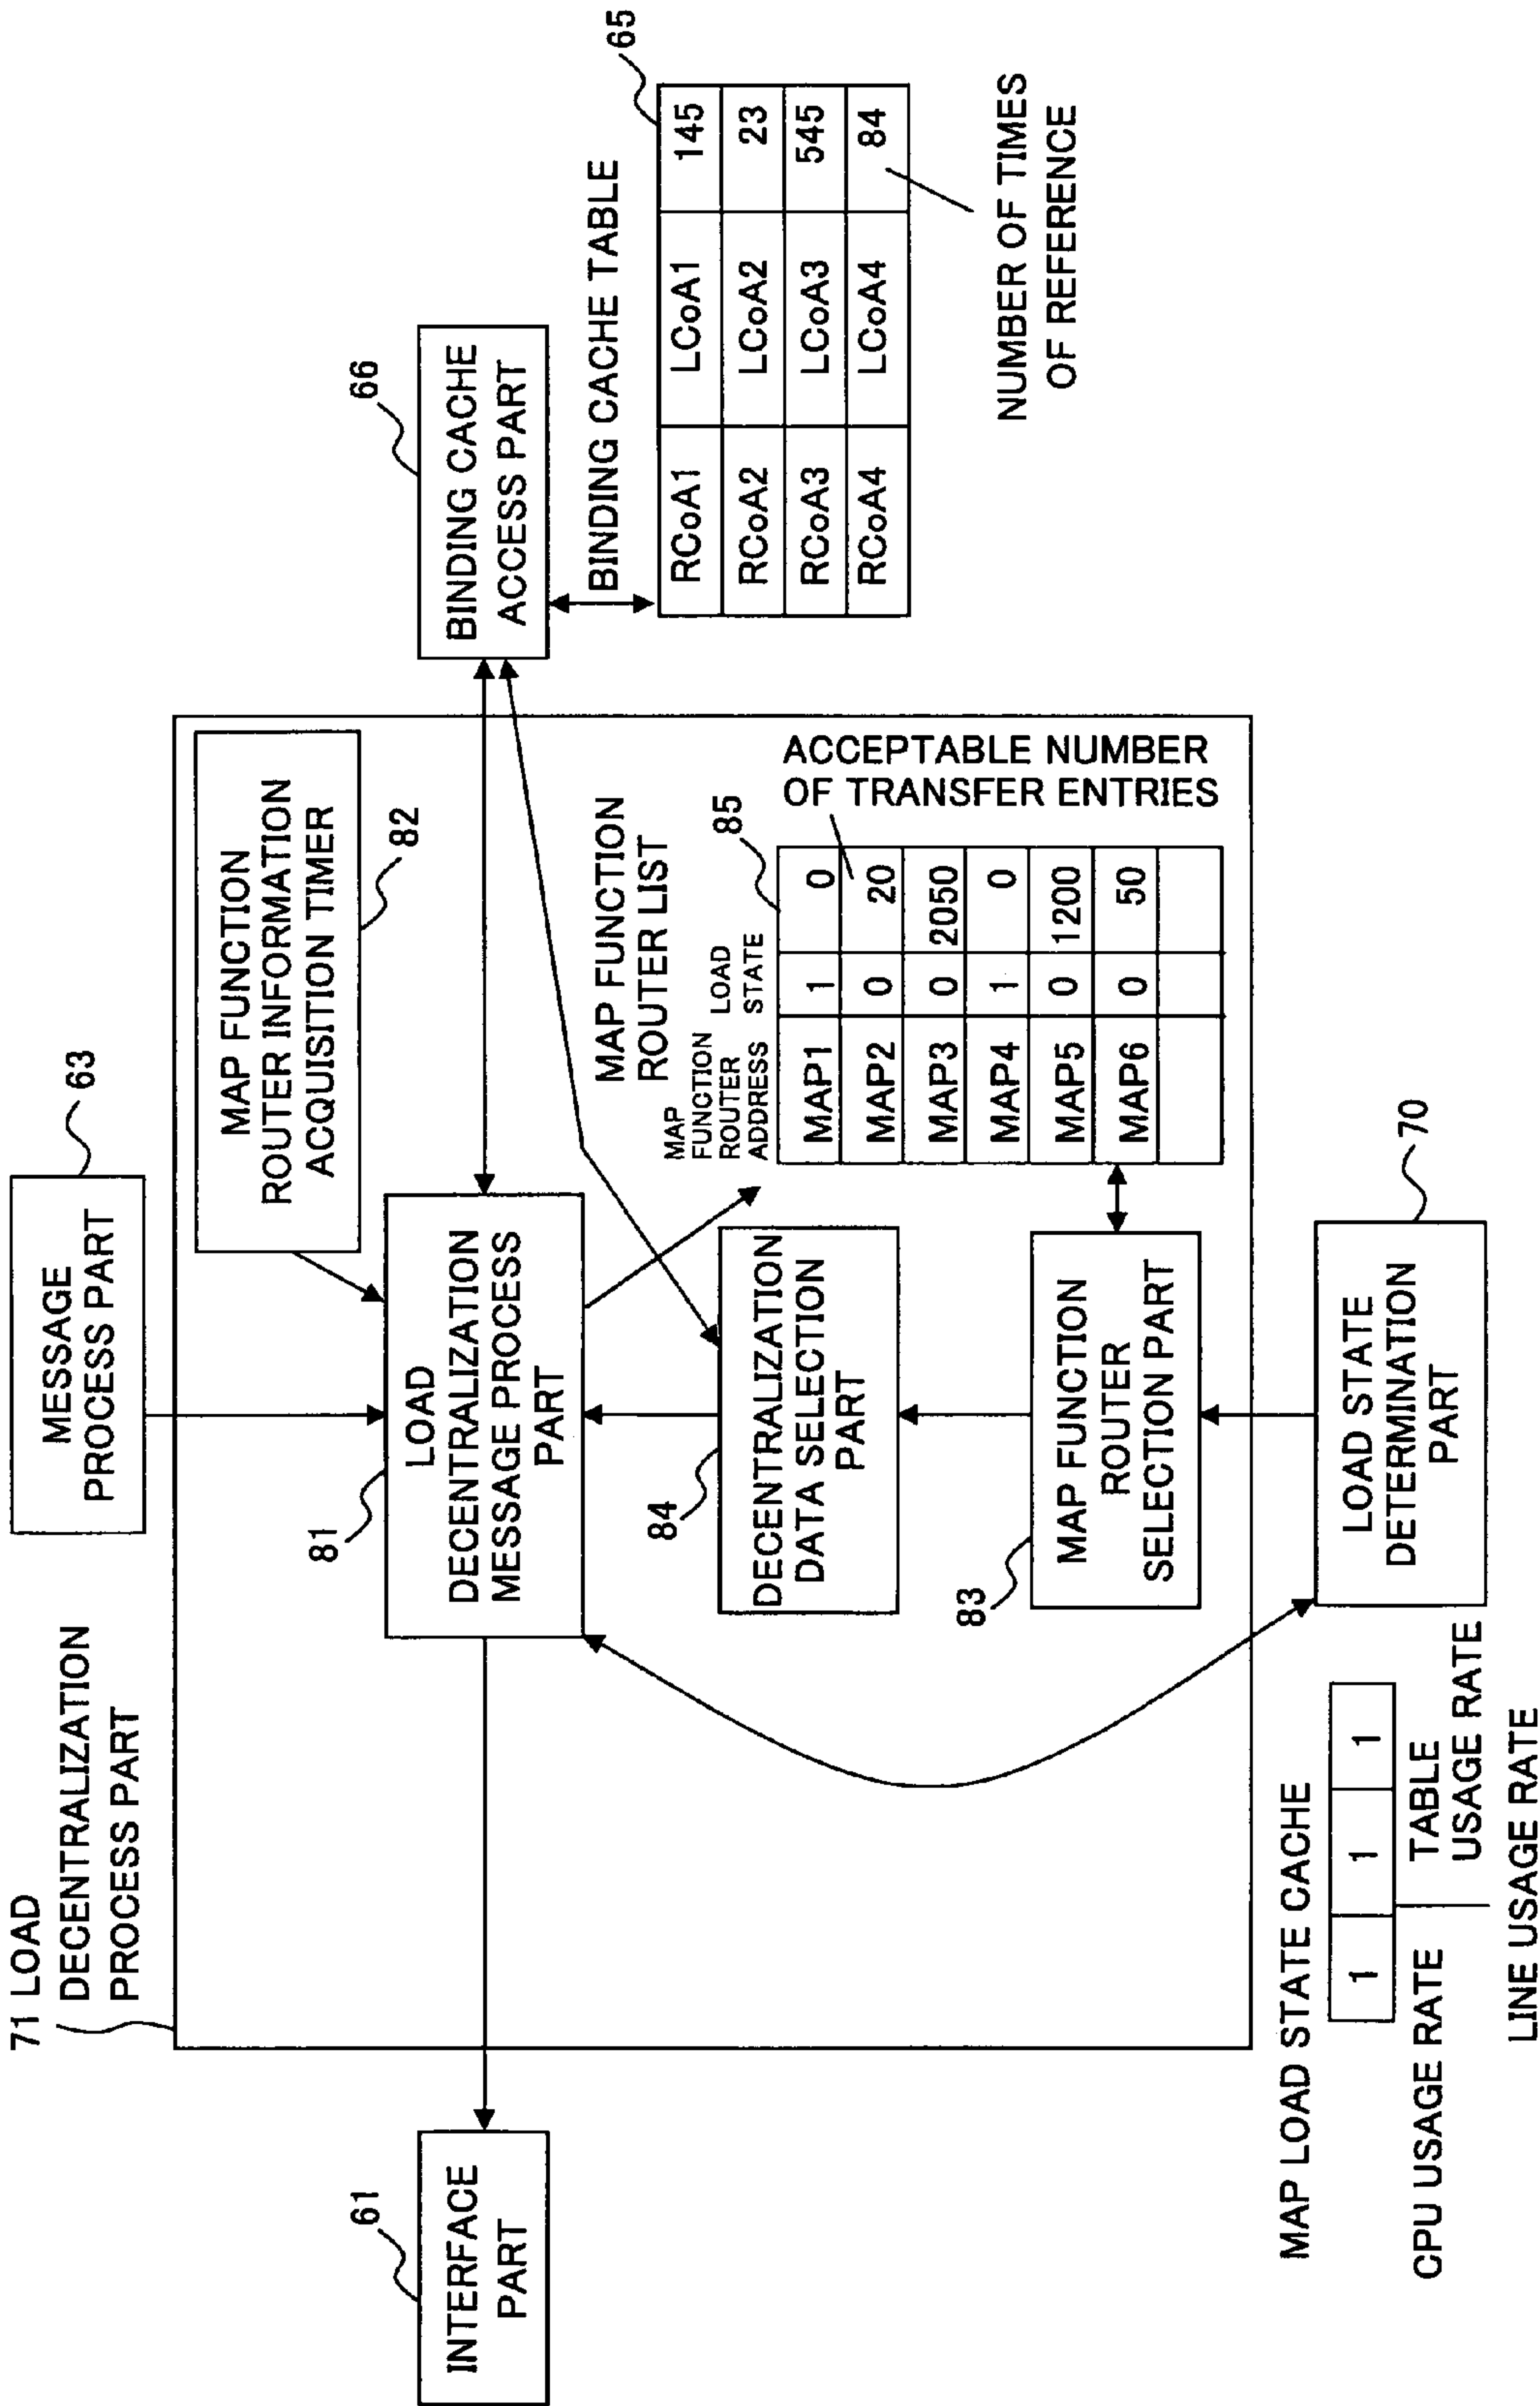 71 LOAD
DECENTRALIZATION
PROCESS PART
MESSAGE
PROCESS PART
63
MAP FUNCTION
ROUTER INFORMATION
ACQUISITION TIMER
82
61
INTERFACE
PART
81
LOAD
DECENTRALIZATION
MESSAGE PROCESS
PART
66
BINDING CACHE
ACCESS PART
BINDING CACHE TABLE
65
RCoA1 LCoA1 145
RCoA2 LCoA2 23
RCoA3 LCoA3 545
RCoA4 LCoA4 84
NUMBER OF TIMES
OF REFERENCE
84
DECENTRALIZATION
DATA SELECTION
PART
MAP FUNCTION
ROUTER LIST
85
ACCEPTABLE NUMBER
OF TRANSFER ENTRIES
MAP
FUNCTION
ROUTER
ADDRESS
LOAD
STATE
MAP1 1 0
MAP2 0 20
MAP3 0 2050
MAP4 1 0
MAP5 0 1200
MAP6 0 50
83
MAP FUNCTION
ROUTER
SELECTION PART
70
LOAD STATE
DETERMINATION
PART
MAP LOAD STATE CACHE
1 1 1
CPU USAGE RATE
TABLE
USAGE RATE
LINE USAGE RATE